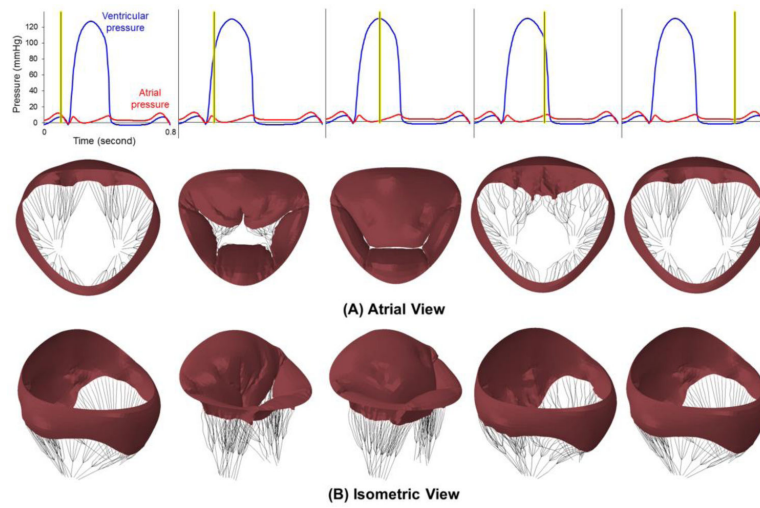 Ventricular
pressure
Pressure (mmHg)
120
100
80
60
40
20
0
Atrial
pressure
0
0.8
Time (second)
(A) Atrial View
(B) Isometric View